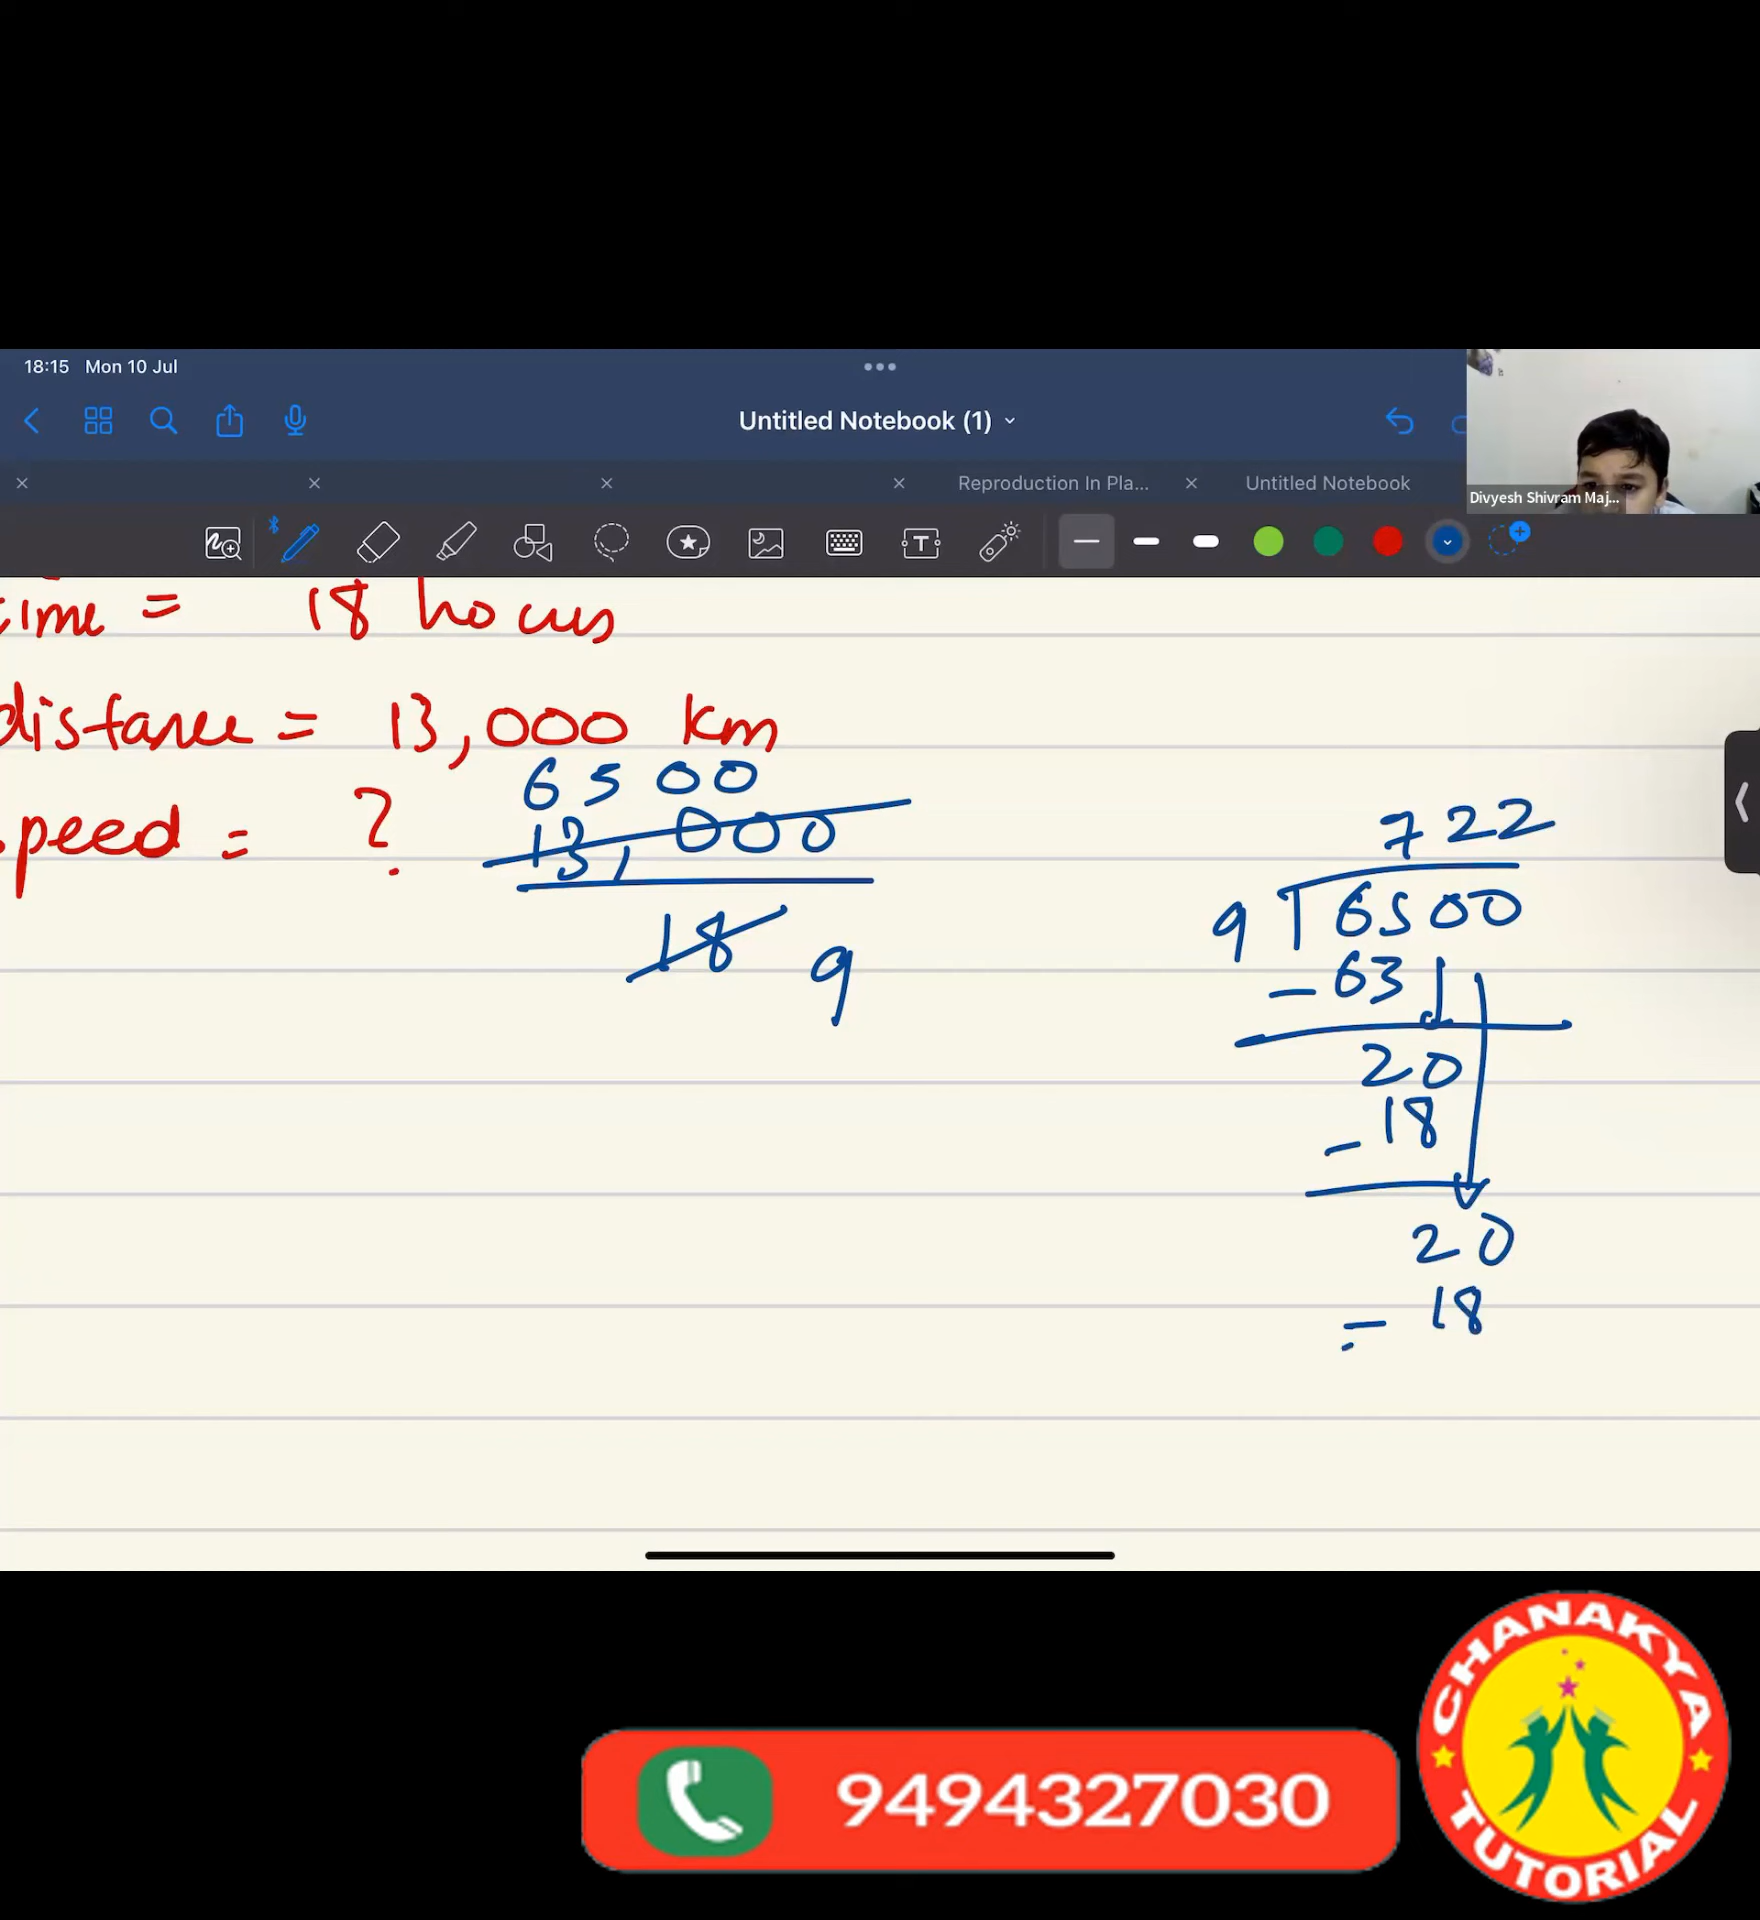 18:15 Mon 10 Jul
Untitled Notebook (1)
Reproduction In Pla...
Untitled Notebook
Divyesh Shivram Maj...
time = 18 hours
distance = 13,000 km
speed = ?
6500
13,000
18 9
722
9 6500
- 63
20
- 18
20
- 18
9494327030
CHANAKYA
TUTORIAL